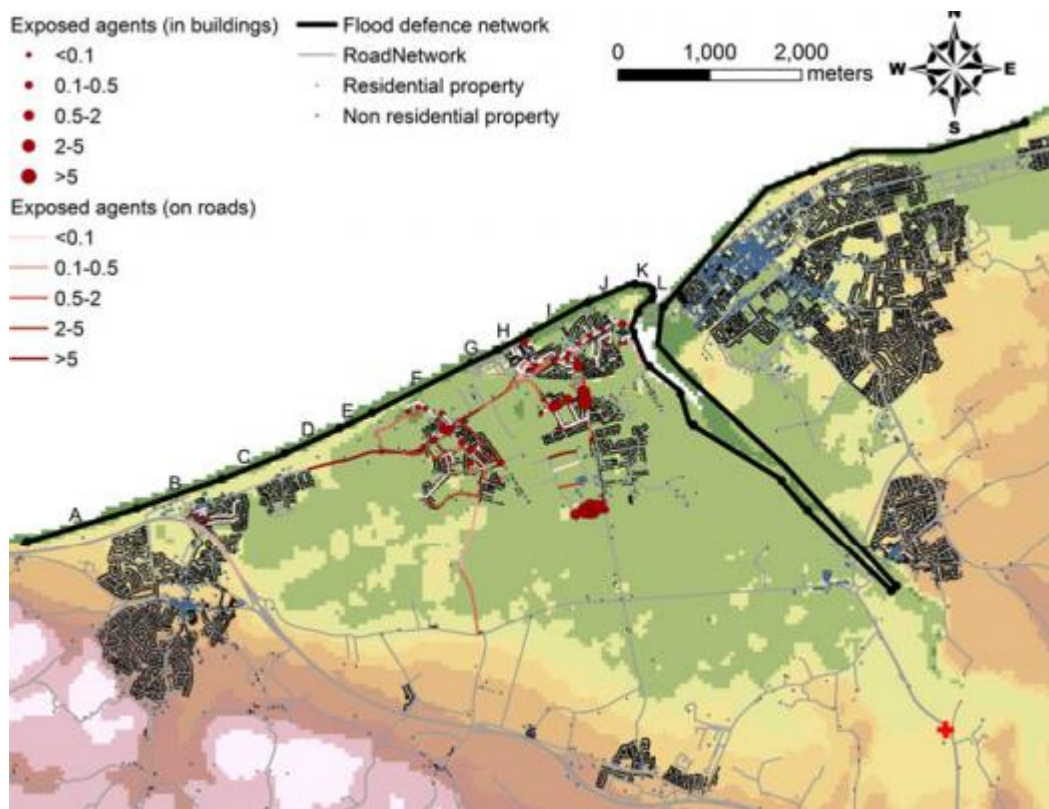 Exposed agents (in buildings)
<0.1
0.1-0.5
0.5-2
2-5
>5
Exposed agents (on roads)
<0.1
0.1-0.5
0.5-2
2-5
>5
Flood defence network
RoadNetwork
Residential property
Non residential property
0 1,000 2,000
meters
N
W E
S
A
B
C
D
E
F
G
H
I
J
K
L